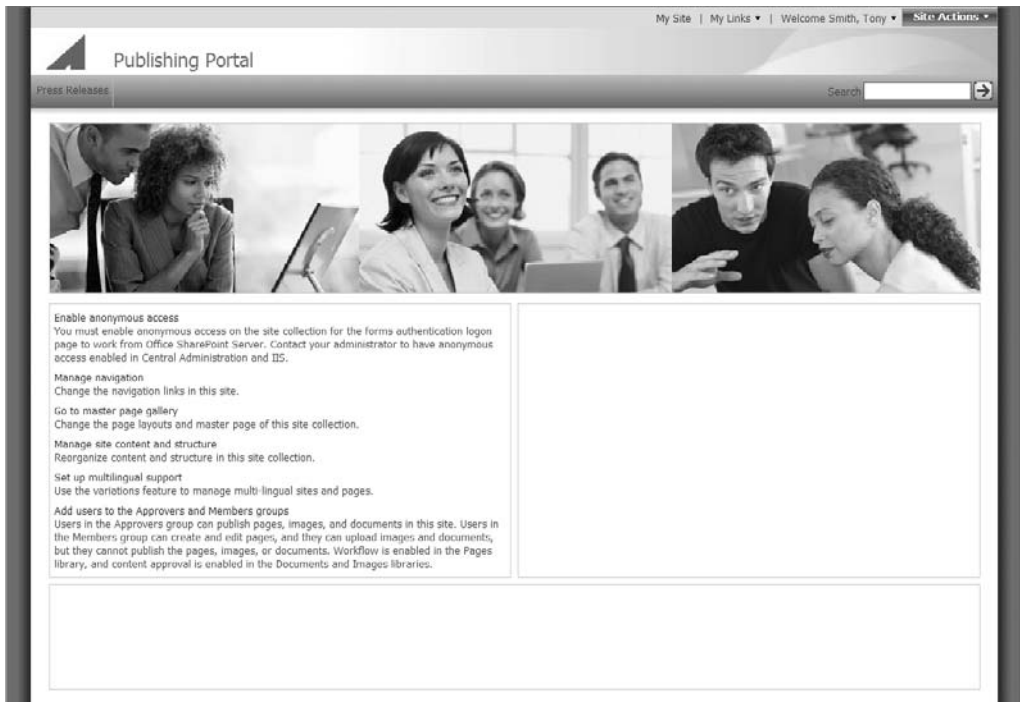 My Site | My Links ▾ | Welcome Smith, Tony ▾ Site Actions ▾
Publishing Portal
Press Releases Search
Enable anonymous access
You must enable anonymous access on the site collection for the forms authentication logon
page to work from Office SharePoint Server. Contact your administrator to have anonymous
access enabled in Central Administration and IIS.
Manage navigation
Change the navigation links in this site.
Go to master page gallery
Change the page layouts and master page of this site collection.
Manage site content and structure
Reorganize content and structure in this site collection.
Set up multilingual support
Use the variations feature to manage multi-lingual sites and pages.
Add users to the Approvers and Members groups
Users in the Approvers group can publish pages, images, and documents in this site. Users in
the Members group can create and edit pages, and they can upload images and documents,
but they cannot publish the pages, images, or documents. Workflow is enabled in the Pages
library, and content approval is enabled in the Documents and Images libraries.